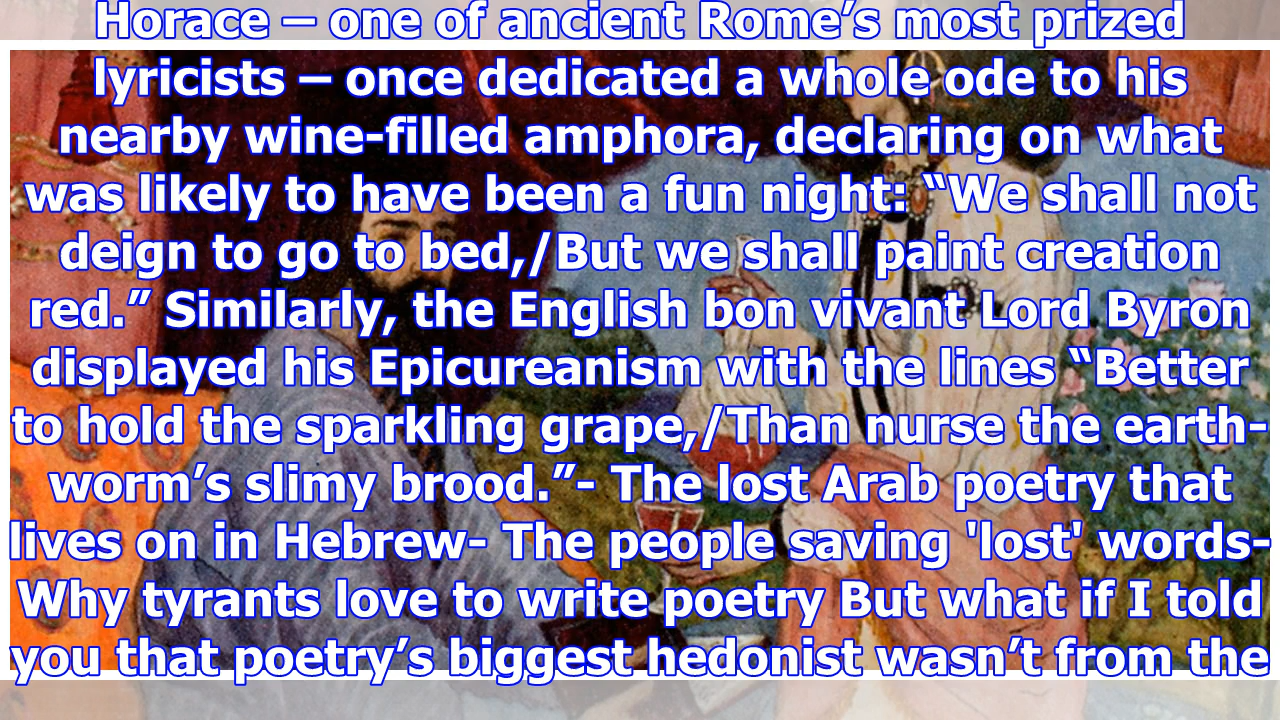 Horace – one of ancient Rome’s most prized
lyricists – once dedicated a whole ode to his
nearby wine-filled amphora, declaring on what
was likely to have been a fun night: “We shall not
deign to go to bed,/But we shall paint creation
red.” Similarly, the English bon vivant Lord Byron
displayed his Epicureanism with the lines “Better
to hold the sparkling grape,/Than nurse the earth-
worm’s slimy brood.”- The lost Arab poetry that
lives on in Hebrew- The people saving 'lost' words-
Why tyrants love to write poetry But what if I told
you that poetry’s biggest hedonist wasn’t from the